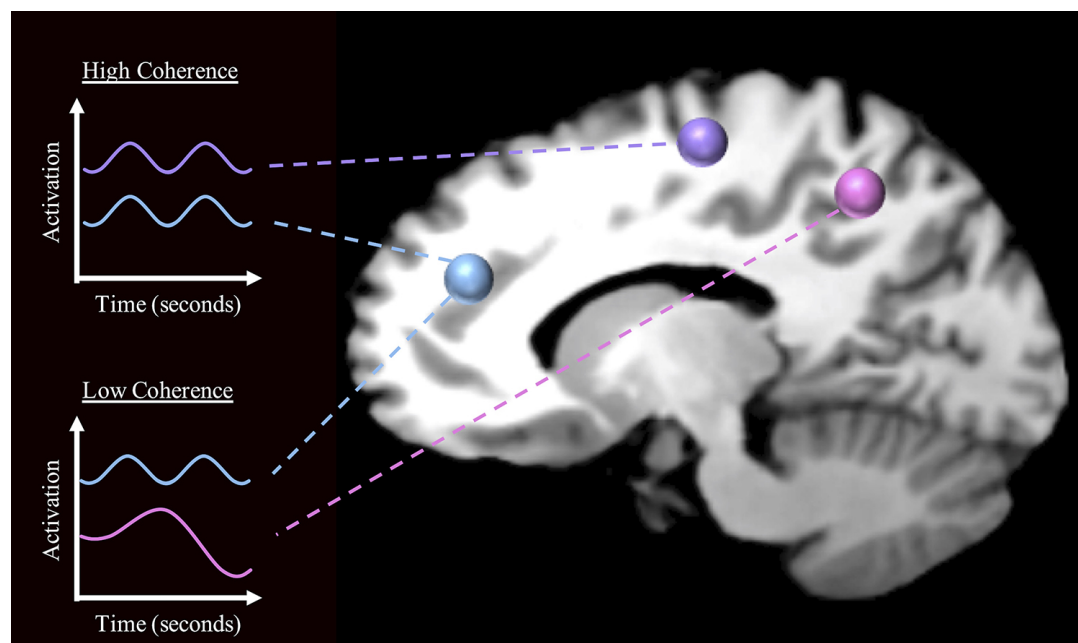 High Coherence
Activation
Time (seconds)
Low Coherence
Activation
Time (seconds)